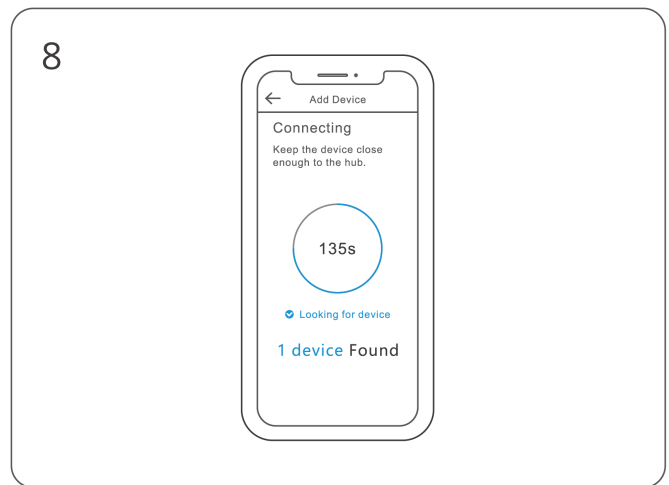 8
Add Device
Connecting
Keep the device close
enough to the hub.
135s
Looking for device
1 device Found